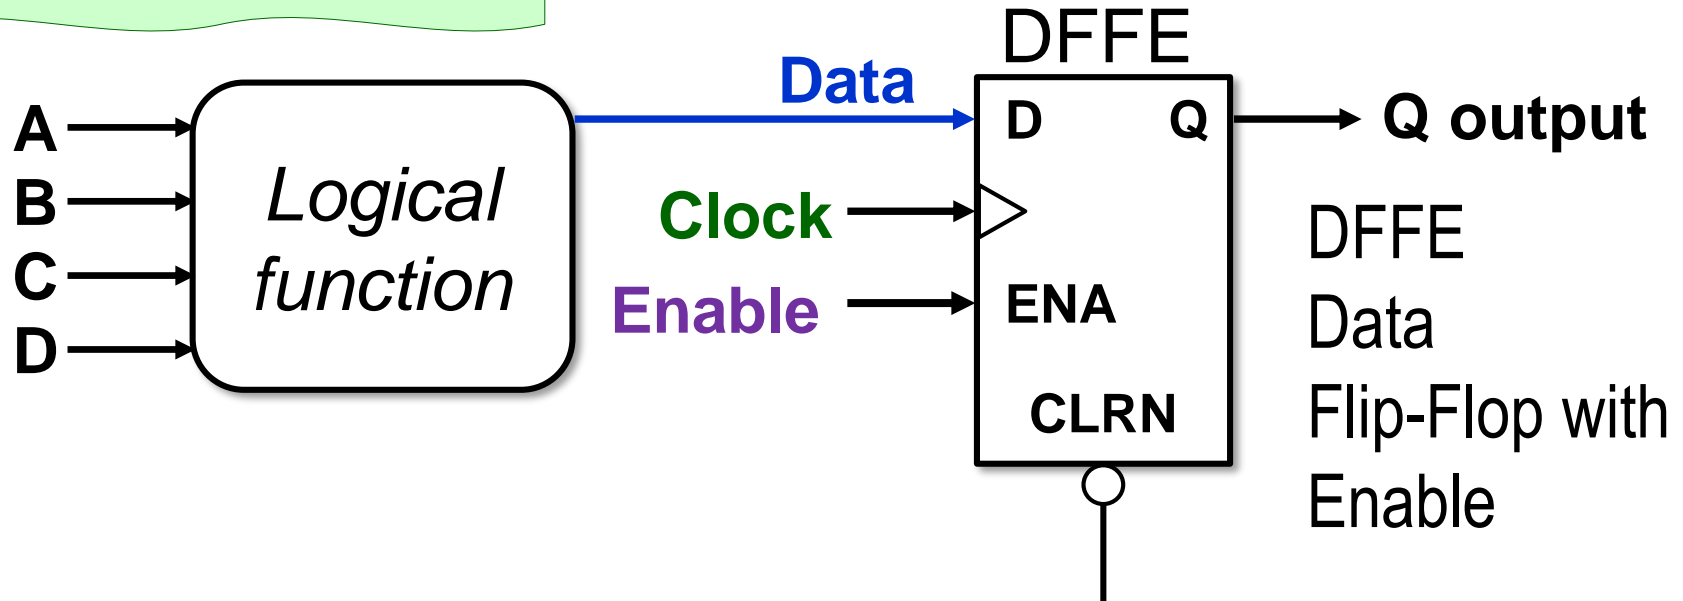 DFFE
Data
D Q
Q output
A
B
C
D
Logical
function
Clock
Enable
ENA
CLRN
DFFE
Data
Flip-Flop with
Enable